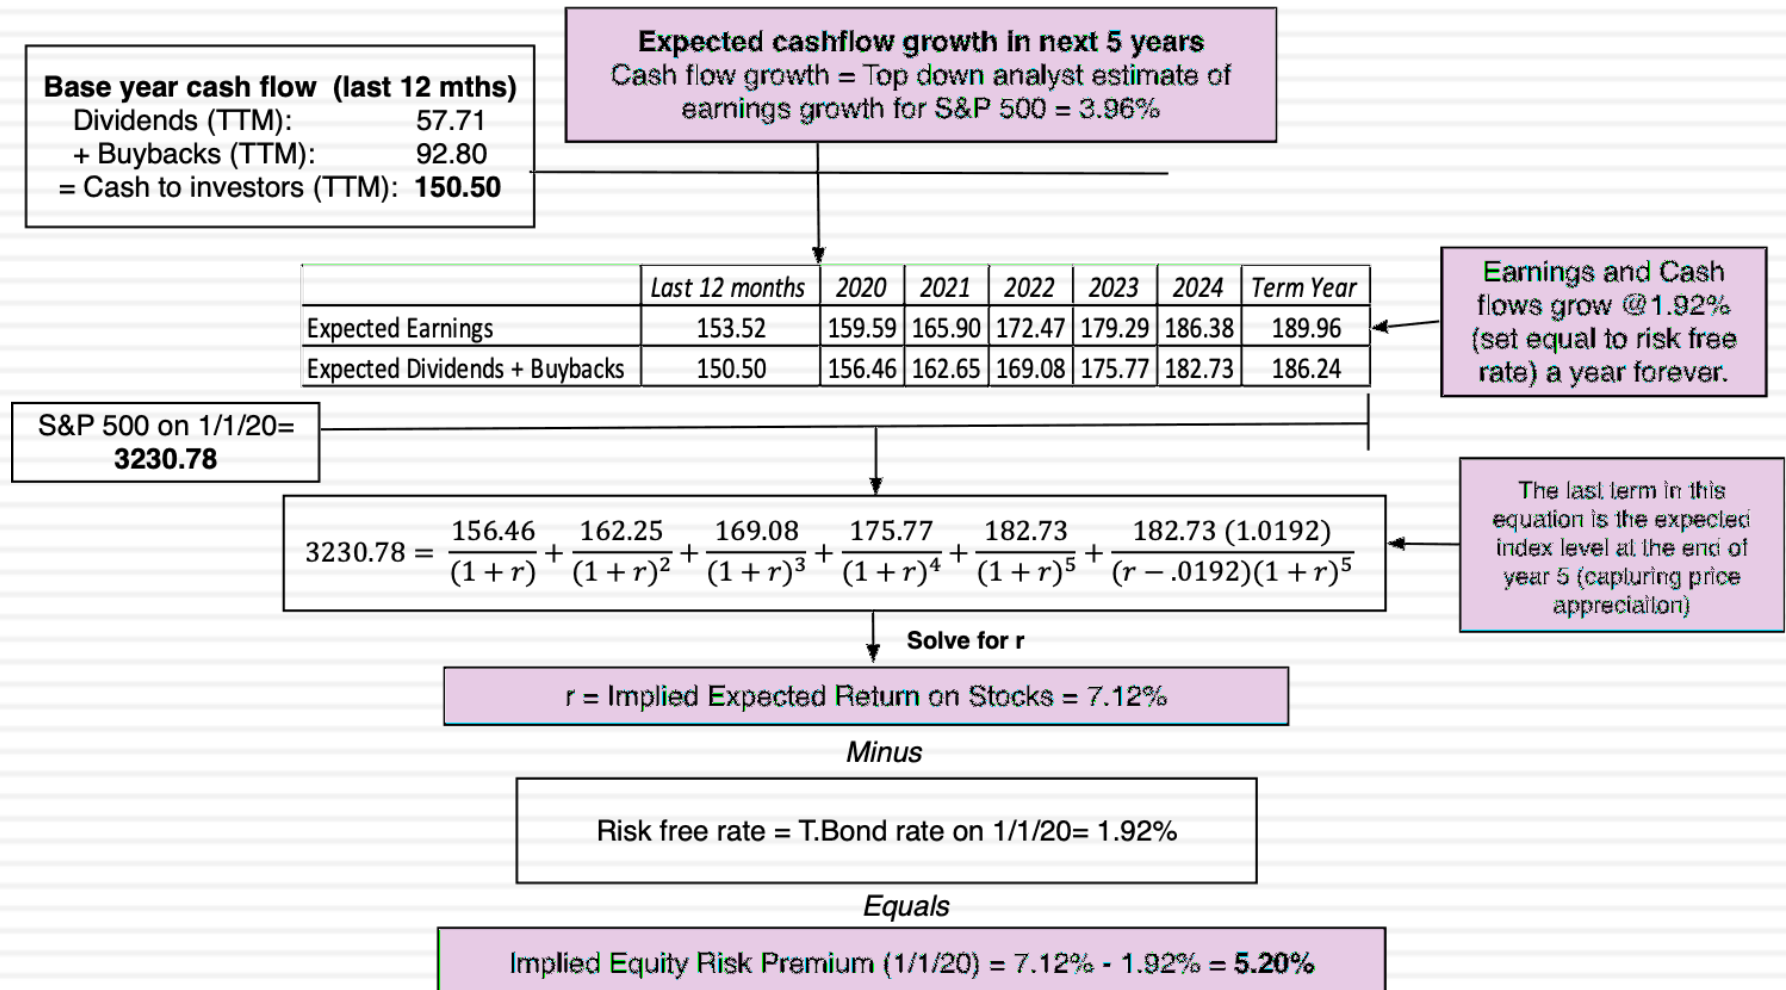 Expected cashflow growth in next 5 years
Cash flow growth = Top down analyst estimate of
earnings growth for S&P 500 = 3.96%
Base year cash flow (last 12 mths)
Dividends (TTM): 57.71
+ Buybacks (TTM): 92.80
= Cash to investors (TTM): 150.50
Last 12 months 2020 2021 2022 2023 2024 Term Year
Expected Earnings 153.52 159.59 165.90 172.47 179.29 186.38 189.96
Expected Dividends + Buybacks 150.50 156.46 162.65 169.08 175.77 182.73 186.24
Earnings and Cash
flows grow @1.92%
(set equal to risk free
rate) a year forever.
S&P 500 on 1/1/20=
3230.78
3230.78 = 156.46/(1 + r) + 162.25/(1 + r)^2 + 169.08/(1 + r)^3 + 175.77/(1 + r)^4 + 182.73/(1 + r)^5 + 182.73 (1.0192)/(r − .0192)(1 + r)^5
The last term in this
equation is the expected
index level at the end of
year 5 (capturing price
appreciation)
Solve for r
r = Implied Expected Return on Stocks = 7.12%
Minus
Risk free rate = T.Bond rate on 1/1/20= 1.92%
Equals
Implied Equity Risk Premium (1/1/20) = 7.12% - 1.92% = 5.20%